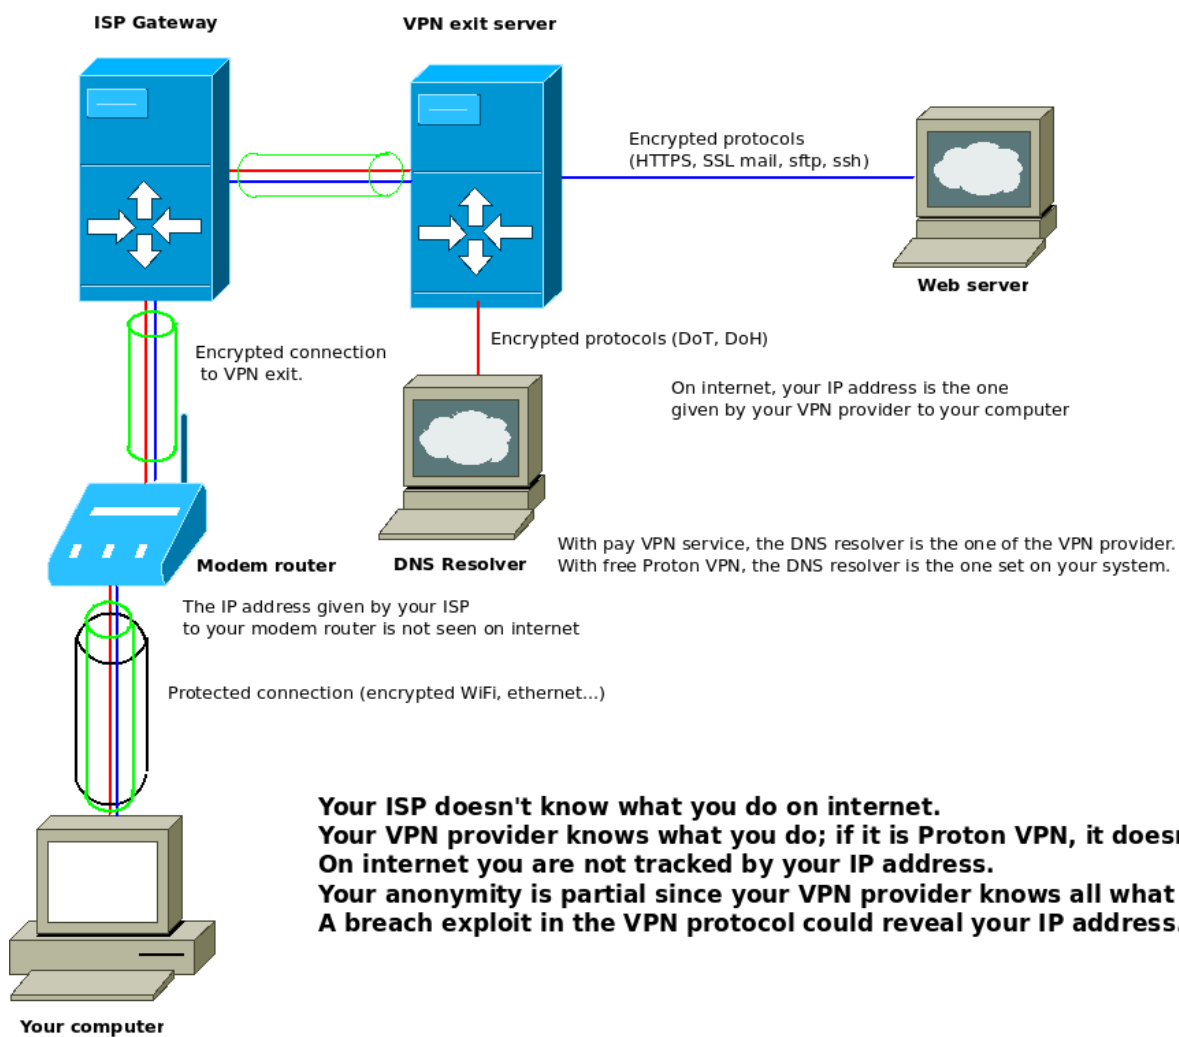 ISP Gateway
VPN exit server
Encrypted protocols
(HTTPS, SSL mail, sftp, ssh)
Web server
Encrypted protocols (DoT, DoH)
Encrypted connection
to VPN exit.
On internet, your IP address is the one
given by your VPN provider to your computer
Modem router
DNS Resolver
With pay VPN service, the DNS resolver is the one of the VPN provider.
With free Proton VPN, the DNS resolver is the one set on your system.
The IP address given by your ISP
to your modem router is not seen on internet
Protected connection (encrypted WiFi, ethernet...)
Your ISP doesn't know what you do on internet.
Your VPN provider knows what you do; if it is Proton VPN, it
On internet you are not tracked by your IP address.
Your anonymity is partial since your VPN provider knows all what
A breach exploit in the VPN protocol could reveal your IP address.
Your computer